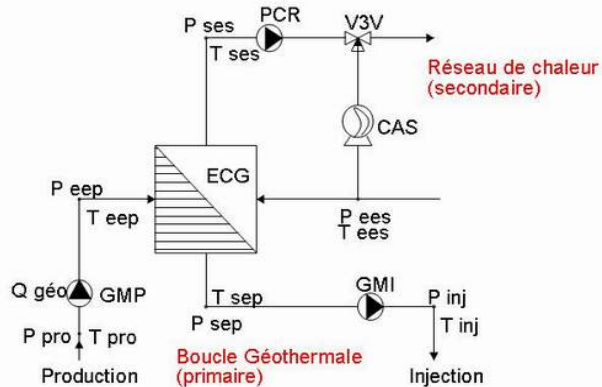 P ses
PCR
V3V
T ses
Réseau de chaleur
(secondaire)
CAS
ECG
P eep
T eep
P ees
T ees
Q géo
GMP
T sep
GMI
P inj
P sep
T inj
P pro
T pro
Boucle Géothermale
(primaire)
Production
Injection